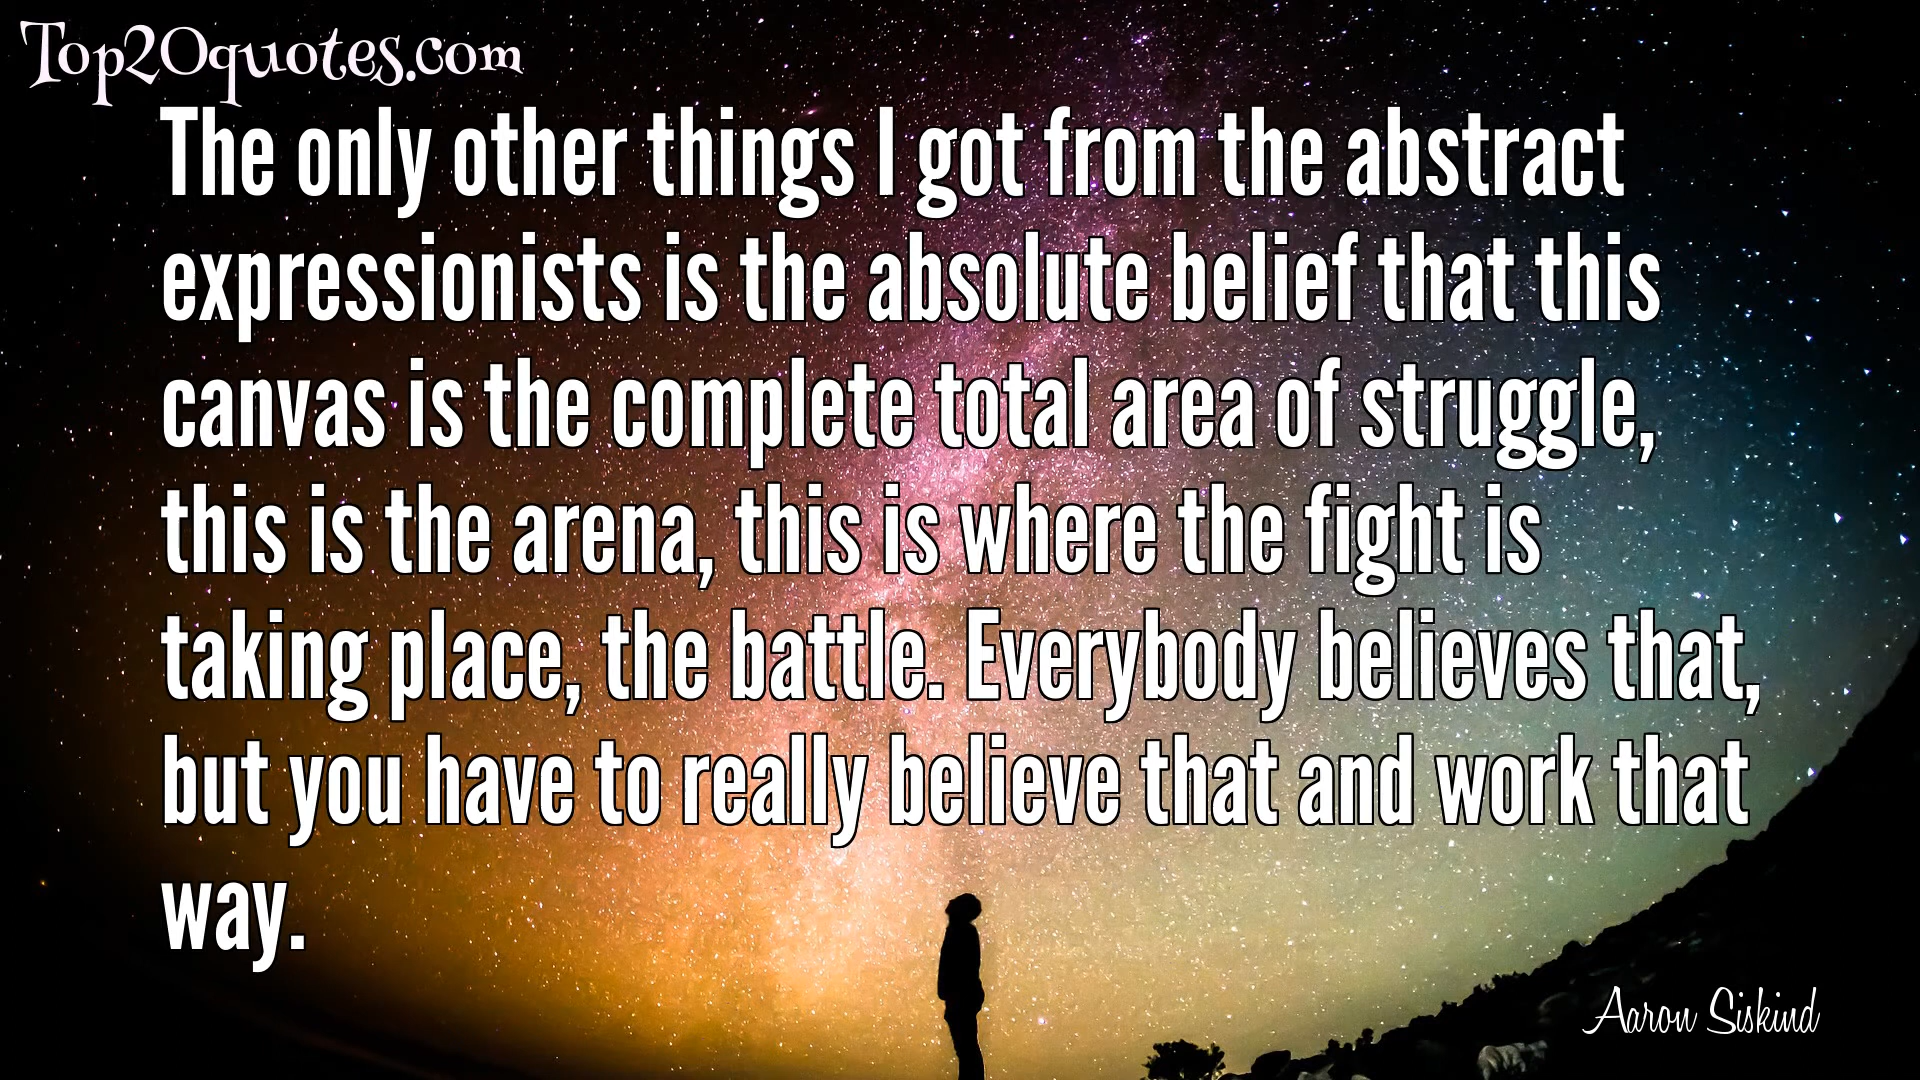 Top20quotes.com
The only other things I got from the abstract
expressionists is the absolute belief that this
canvas is the complete total area of struggle,
this is the arena, this is where the fight is
taking place, the battle. Everybody believes that,
but you have to really believe that and work that
way.
Aaron Siskind